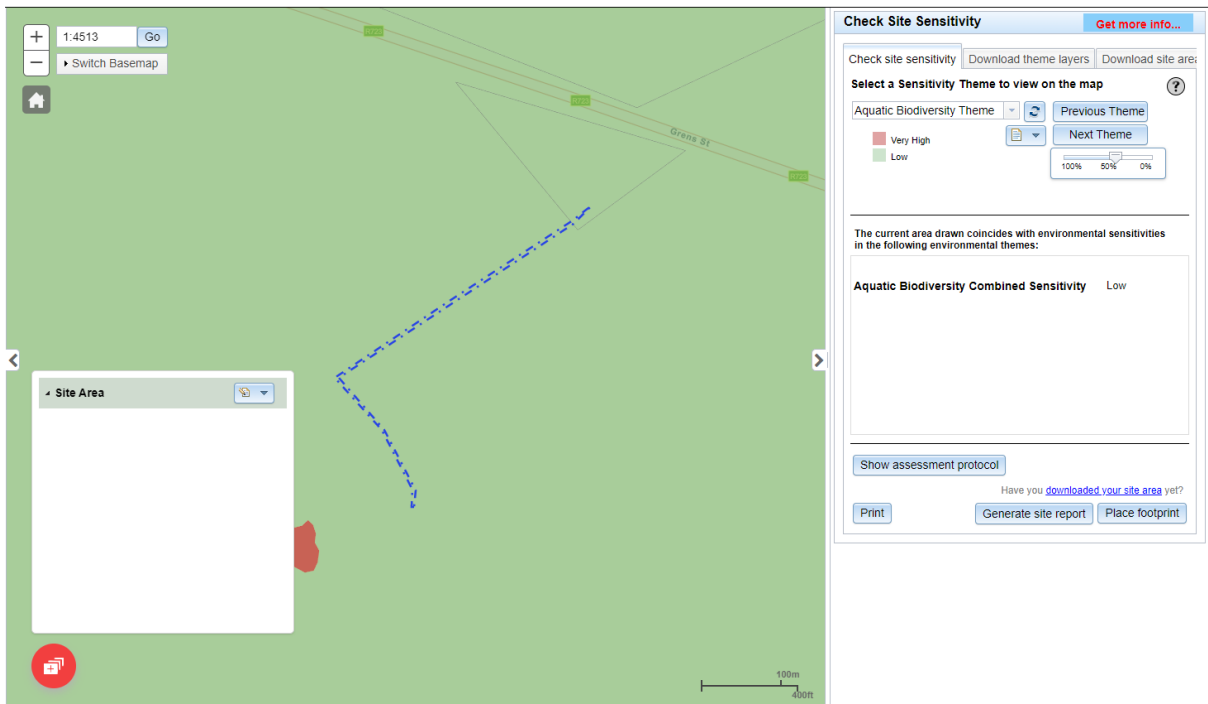 1:4513
Go
Switch Basemap
R723
R723
Grens St
R723
Site Area
100m
400ft
Check Site Sensitivity
Get more info...
Check site sensitivity
Download theme layers
Download site area
Select a Sensitivity Theme to view on the map
?
Aquatic Biodiversity Theme
Previous Theme
Very High
Next Theme
Low
100% 50% 0%
The current area drawn coincides with environmental sensitivities
in the following environmental themes:
Aquatic Biodiversity Combined Sensitivity Low
Show assessment protocol
Have you downloaded your site area yet?
Print
Generate site report
Place footprint